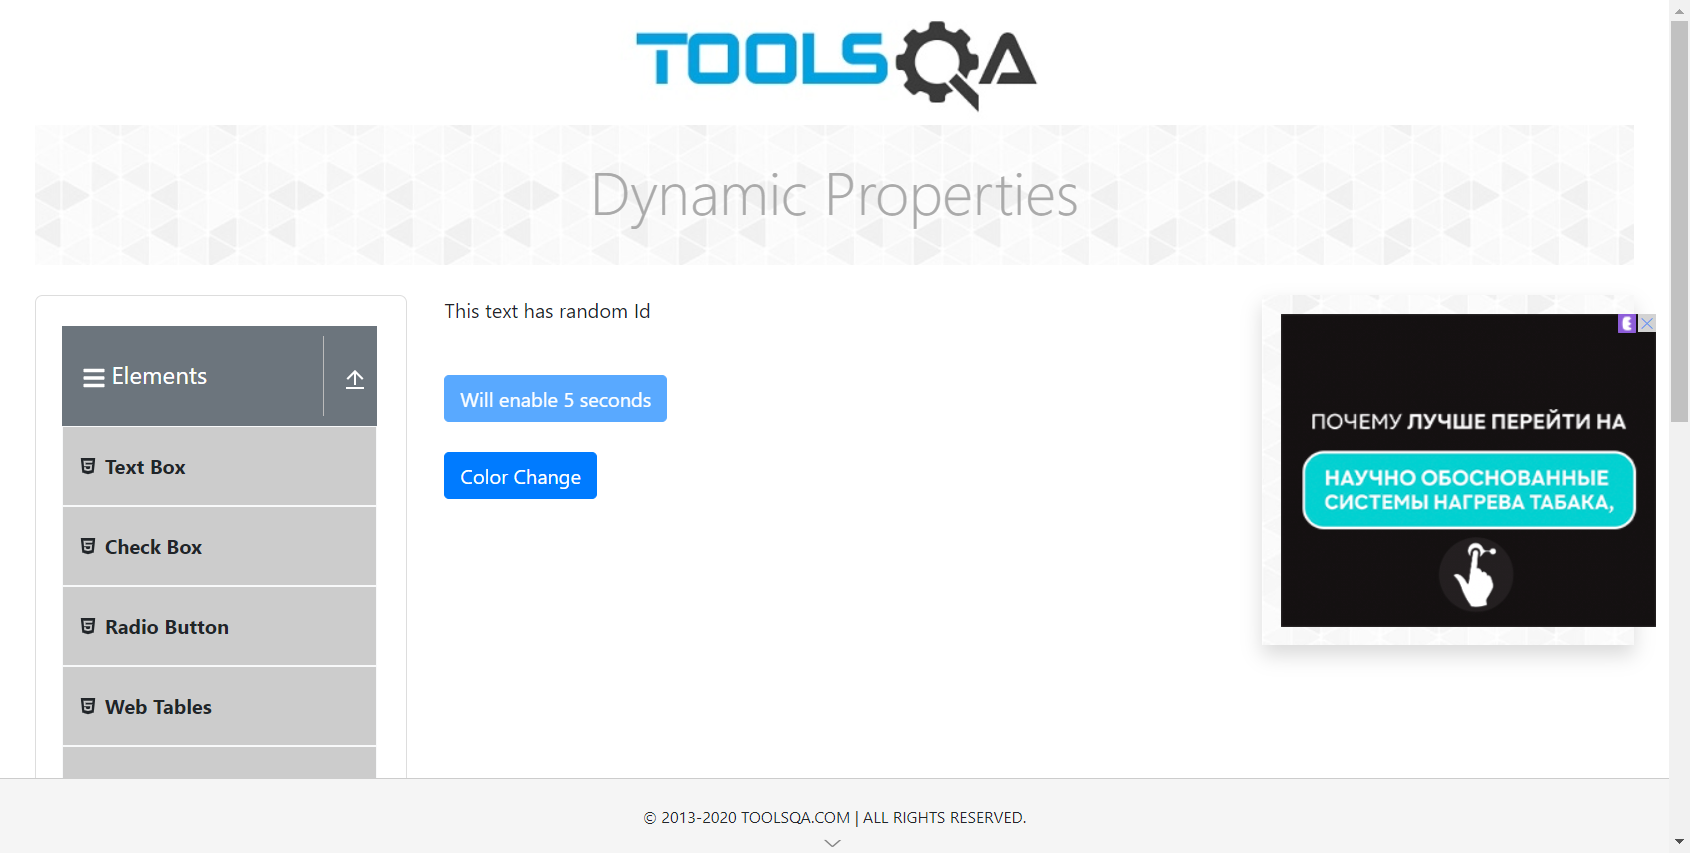 TOOLSQA
Dynamic Properties
Elements
Text Box
Check Box
Radio Button
Web Tables
This text has random Id
Will enable 5 seconds
Color Change
ПОЧЕМУ ЛУЧШЕ ПЕРЕЙТИ НА
НАУЧНО ОБОСНОВАННЫЕ
СИСТЕМЫ НАГРЕВА ТАБАКА,
© 2013-2020 TOOLSQA.COM | ALL RIGHTS RESERVED.